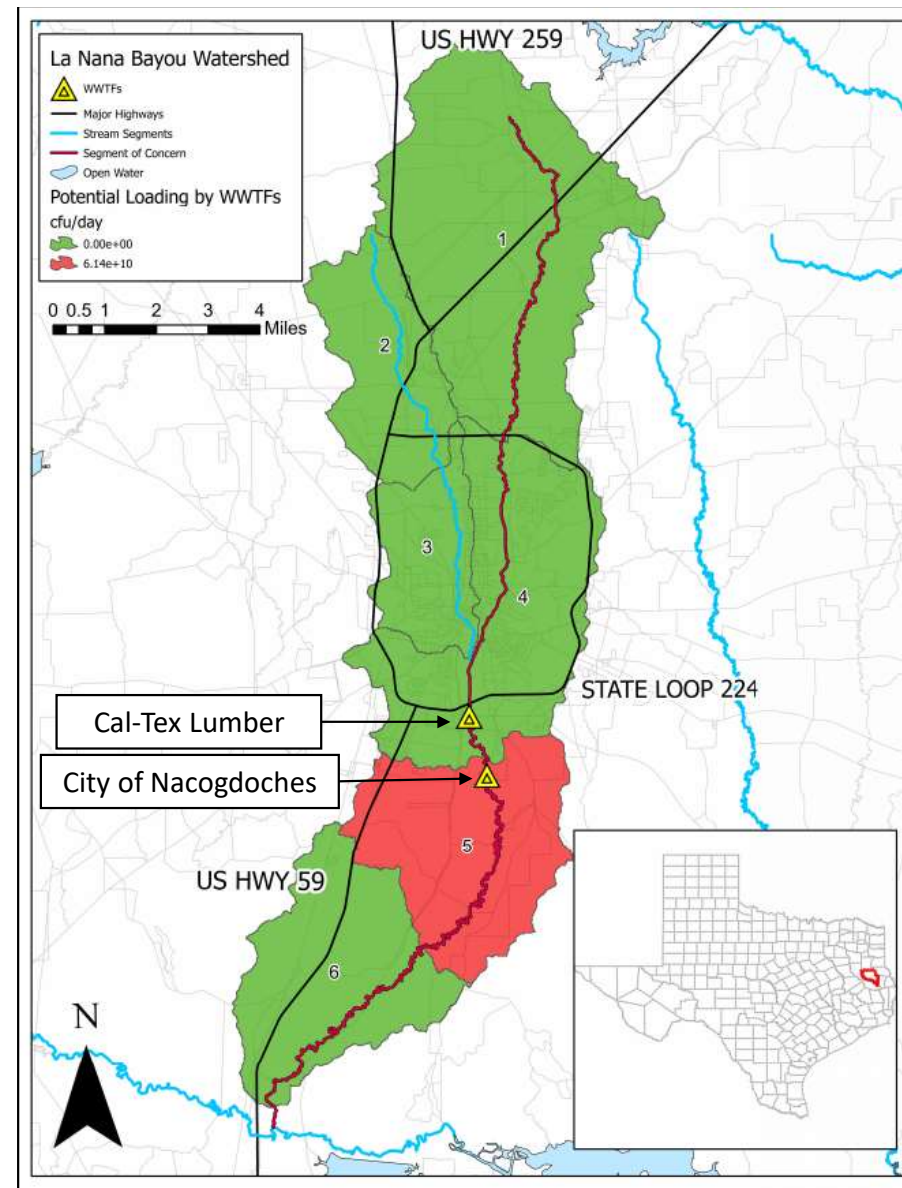 US HWY 259
La Nana Bayou Watershed
WWTFs
Major Highways
Stream Segments
Segment of Concern
Open Water
Potential Loading by WWTFs
cfu/day
0.00e+00
6.14e+10
0 0.5 1 2 3 4
Miles
1
2
3
4
STATE LOOP 224
Cal-Tex Lumber
City of Nacogdoches
5
US HWY 59
6
N